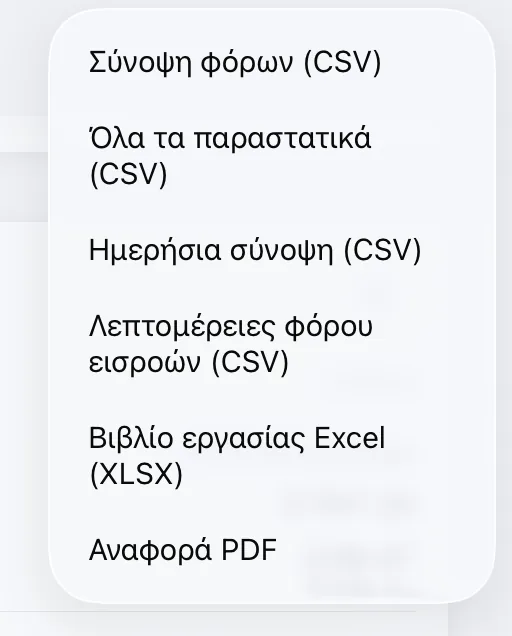 Σύνοψη φόρων (CSV)
Όλα τα παραστατικά
(CSV)
Ημερήσια σύνοψη (CSV)
Λεπτομέρειες φόρου
εισροών (CSV)
Βιβλίο εργασίας Excel
(XLSX)
Αναφορά PDF